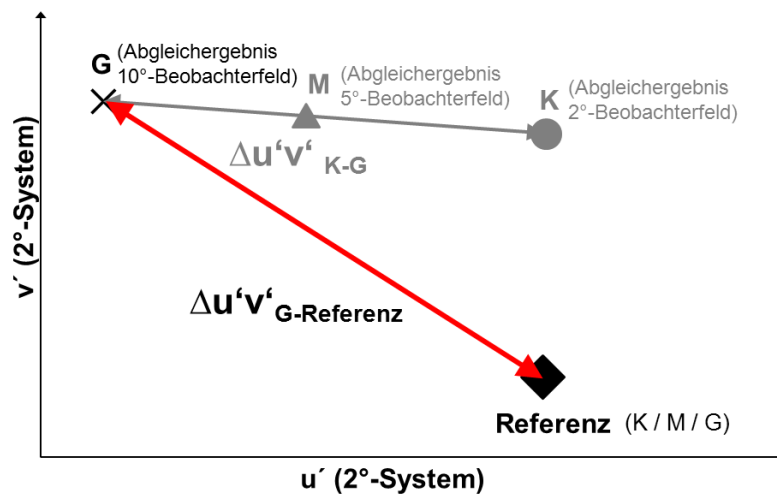 G (Abgleichergebnis
10°-Beobachterfeld)
M (Abgleichergebnis
5°-Beobachterfeld)
K (Abgleichergebnis
2°-Beobachterfeld)
Δu‘v‘ K-G
Δu‘v‘ G-Referenz
Referenz (K / M / G)
v´ (2°-System)
u´ (2°-System)